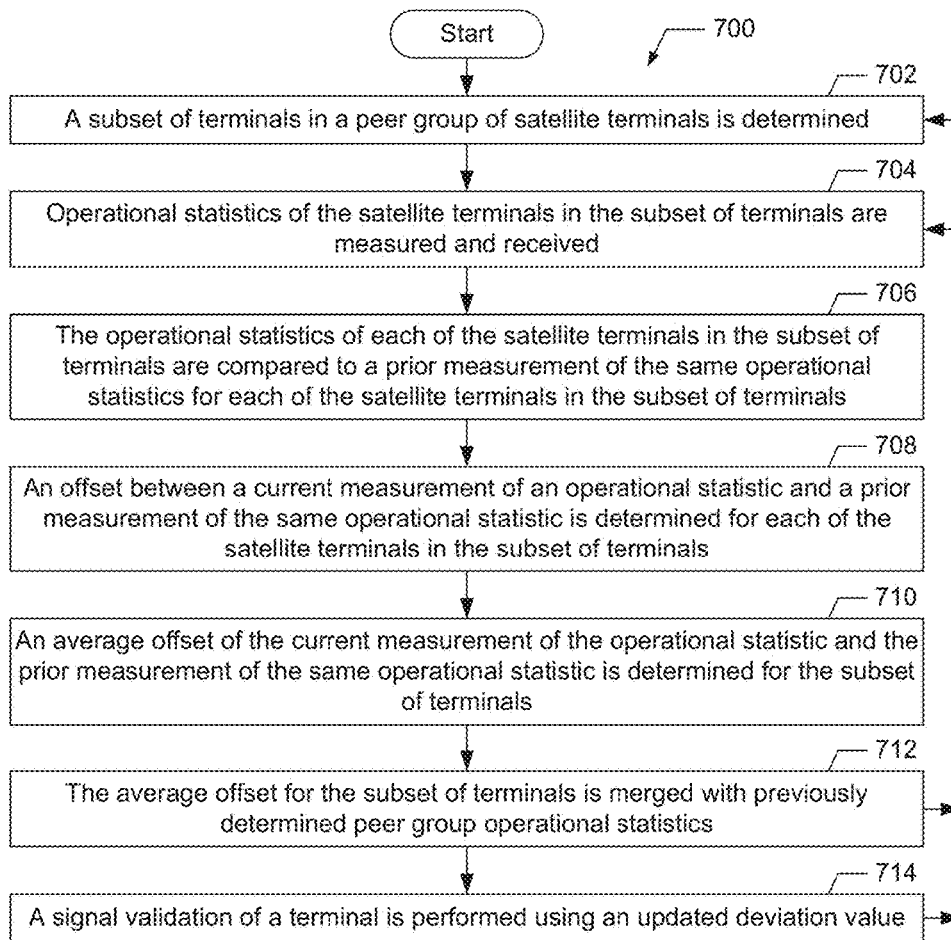 Start
700
702
A subset of terminals in a peer group of satellite terminals is determined
704
Operational statistics of the satellite terminals in the subset of terminals are
measured and received
706
The operational statistics of each of the satellite terminals in the subset of
terminals are compared to a prior measurement of the same operational
statistics for each of the satellite terminals in the subset of terminals
708
An offset between a current measurement of an operational statistic and a prior
measurement of the same operational statistic is determined for each of the
satellite terminals in the subset of terminals
710
An average offset of the current measurement of the operational statistic and the
prior measurement of the same operational statistic is determined for the subset
of terminals
712
The average offset for the subset of terminals is merged with previously
determined peer group operational statistics
714
A signal validation of a terminal is performed using an updated deviation value